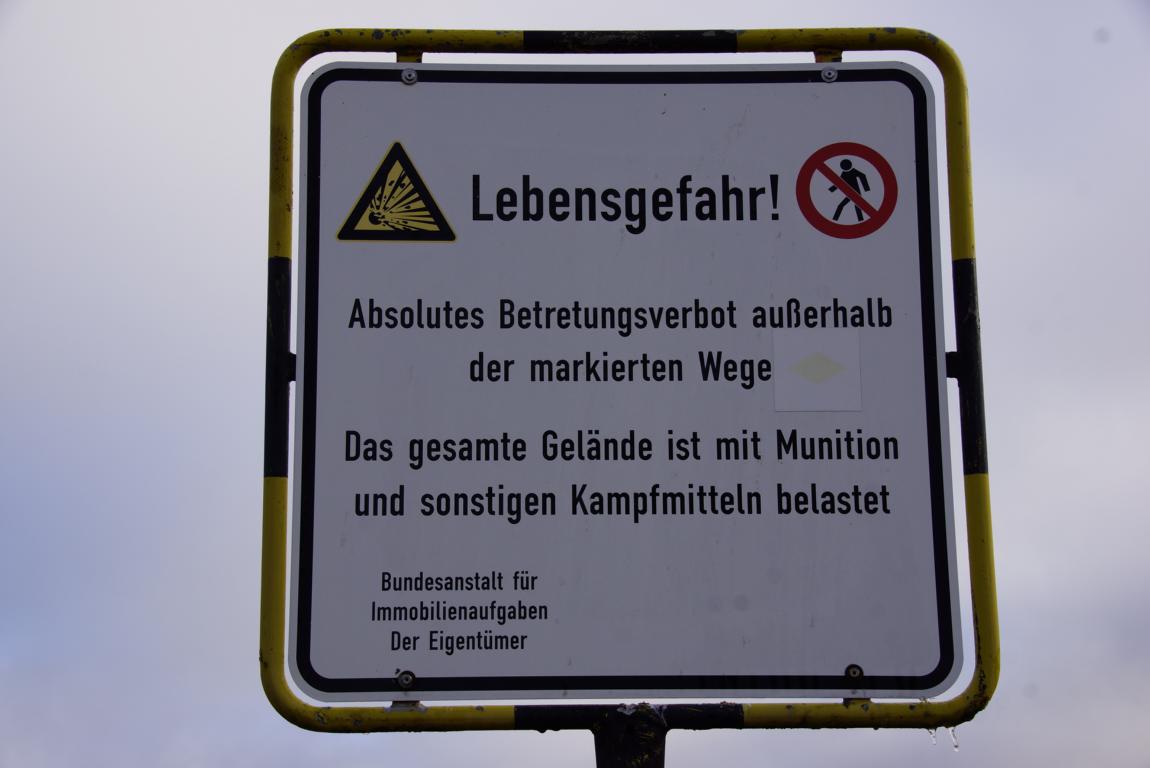 Lebensgefahr!
Absolutes Betretungsverbot außerhalb
der markierten Wege
Das gesamte Gelände ist mit Munition
und sonstigen Kampfmitteln belastet
Bundesanstalt für
Immobilienaufgaben
Der Eigentümer